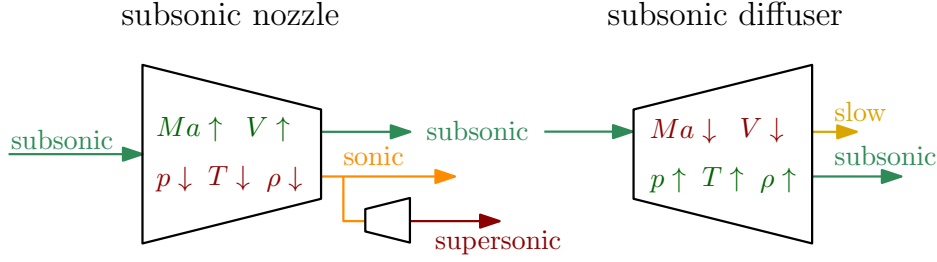 subsonic nozzle
subsonic diffuser
subsonic
Ma ↑ V ↑
p ↓ T ↓ ρ ↓
subsonic
sonic
supersonic
Ma ↓ V ↓
p ↑ T ↑ ρ ↑
slow
subsonic